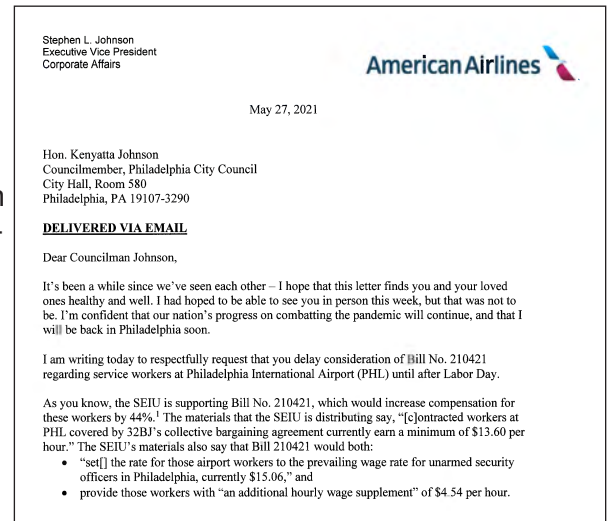 Stephen L. Johnson
Executive Vice President
Corporate Affairs
American Airlines
May 27, 2021
Hon. Kenyatta Johnson
Councilmember, Philadelphia City Council
City Hall, Room 580
Philadelphia, PA 19107-3290
DELIVERED VIA EMAIL
Dear Councilman Johnson,
It's been a while since we've seen each other – I hope that this letter finds you and your loved
ones healthy and well. I had hoped to be able to see you in person this week, but that was not to
be. I'm confident that our nation's progress on combatting the pandemic will continue, and that I
will be back in Philadelphia soon.
I am writing today to respectfully request that you delay consideration of Bill No. 210421
regarding service workers at Philadelphia International Airport (PHL) until after Labor Day.
As you know, the SEIU is supporting Bill No. 210421, which would increase compensation for
these workers by 44%.¹ The materials that the SEIU is distributing say, "[c]ontracted workers at
PHL covered by 32BJ's collective bargaining agreement currently earn a minimum of $13.60 per
hour." The SEIU's materials also say that Bill 210421 would both:
• "set[] the rate for those airport workers to the prevailing wage rate for unarmed security
officers in Philadelphia, currently $15.06," and
• provide those workers with "an additional hourly wage supplement" of $4.54 per hour.